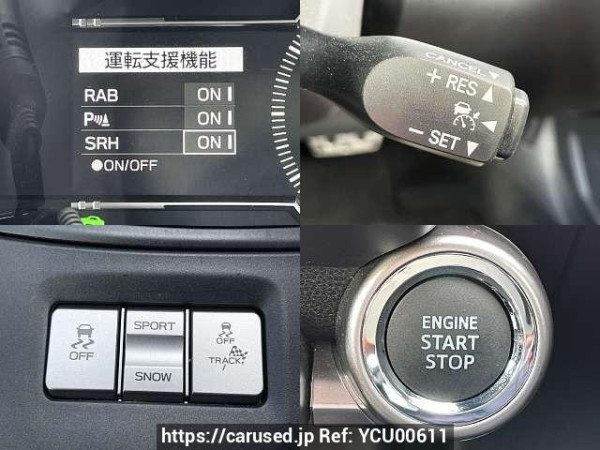 運転支援機能
RAB ON
P ON
SRH ON
●ON/OFF
CANCEL
+ RES ▲
− SET ▼
OFF
SPORT
SNOW
OFF
TRACK
ENGINE
START
STOP
https://carused.jp Ref: YCU00611